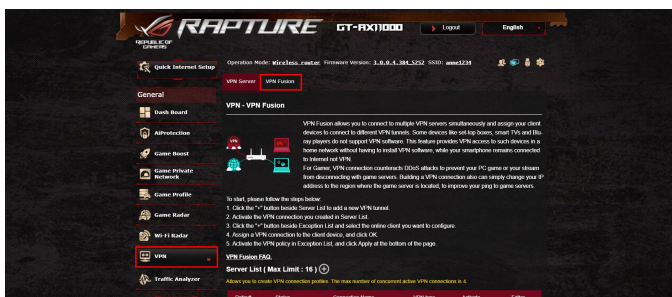 RAPTURE GT-AX11000 Logout English
REPUBLIC OF
GAMERS
Quick Internet Setup
Operation Mode: Wireless router Firmware Version: 3.0.0.4.384_5252 SSID: anne1234
VPN Server VPN Fusion
General
VPN - VPN Fusion
Dash Board
AiProtection
Game Boost
Game Private
Network
Game Profile
Game Radar
Wi-Fi Radar
VPN
Traffic Analyzer
VPN
VPN Fusion allows you to connect to multiple VPN servers simultaneously and assign your client
devices to connect to different VPN tunnels. Some devices like set-top boxes, smart TVs and Blu-
ray players do not support VPN software. This feature provides VPN access to such devices in a
home network without having to install VPN software, while your smartphone remains connected
to Internet not VPN.
For Gamer, VPN connection counteracts DDoS attacks to prevent your PC game or your stream
from disconnecting with game servers. Building a VPN connection also can simply change your IP
address to the region where the game server is located, to improve your ping to game servers.
To start, please follow the steps below:
1. Click the "+" button beside Server List to add a new VPN tunnel.
2. Activate the VPN connection you created in Server List.
3. Click the "+" button beside Exception List and select the online client you want to configure.
4. Assign a VPN connection to the client device, and click OK.
5. Activate the VPN policy in Exception List, and click Apply at the bottom of the page.
VPN Fusion FAQ.
Server List ( Max Limit : 16 )
Allows you to create VPN connection profiles. The max number of concurrent active VPN connections is 4.
Default Status Connection Name VPN type Activate Editor